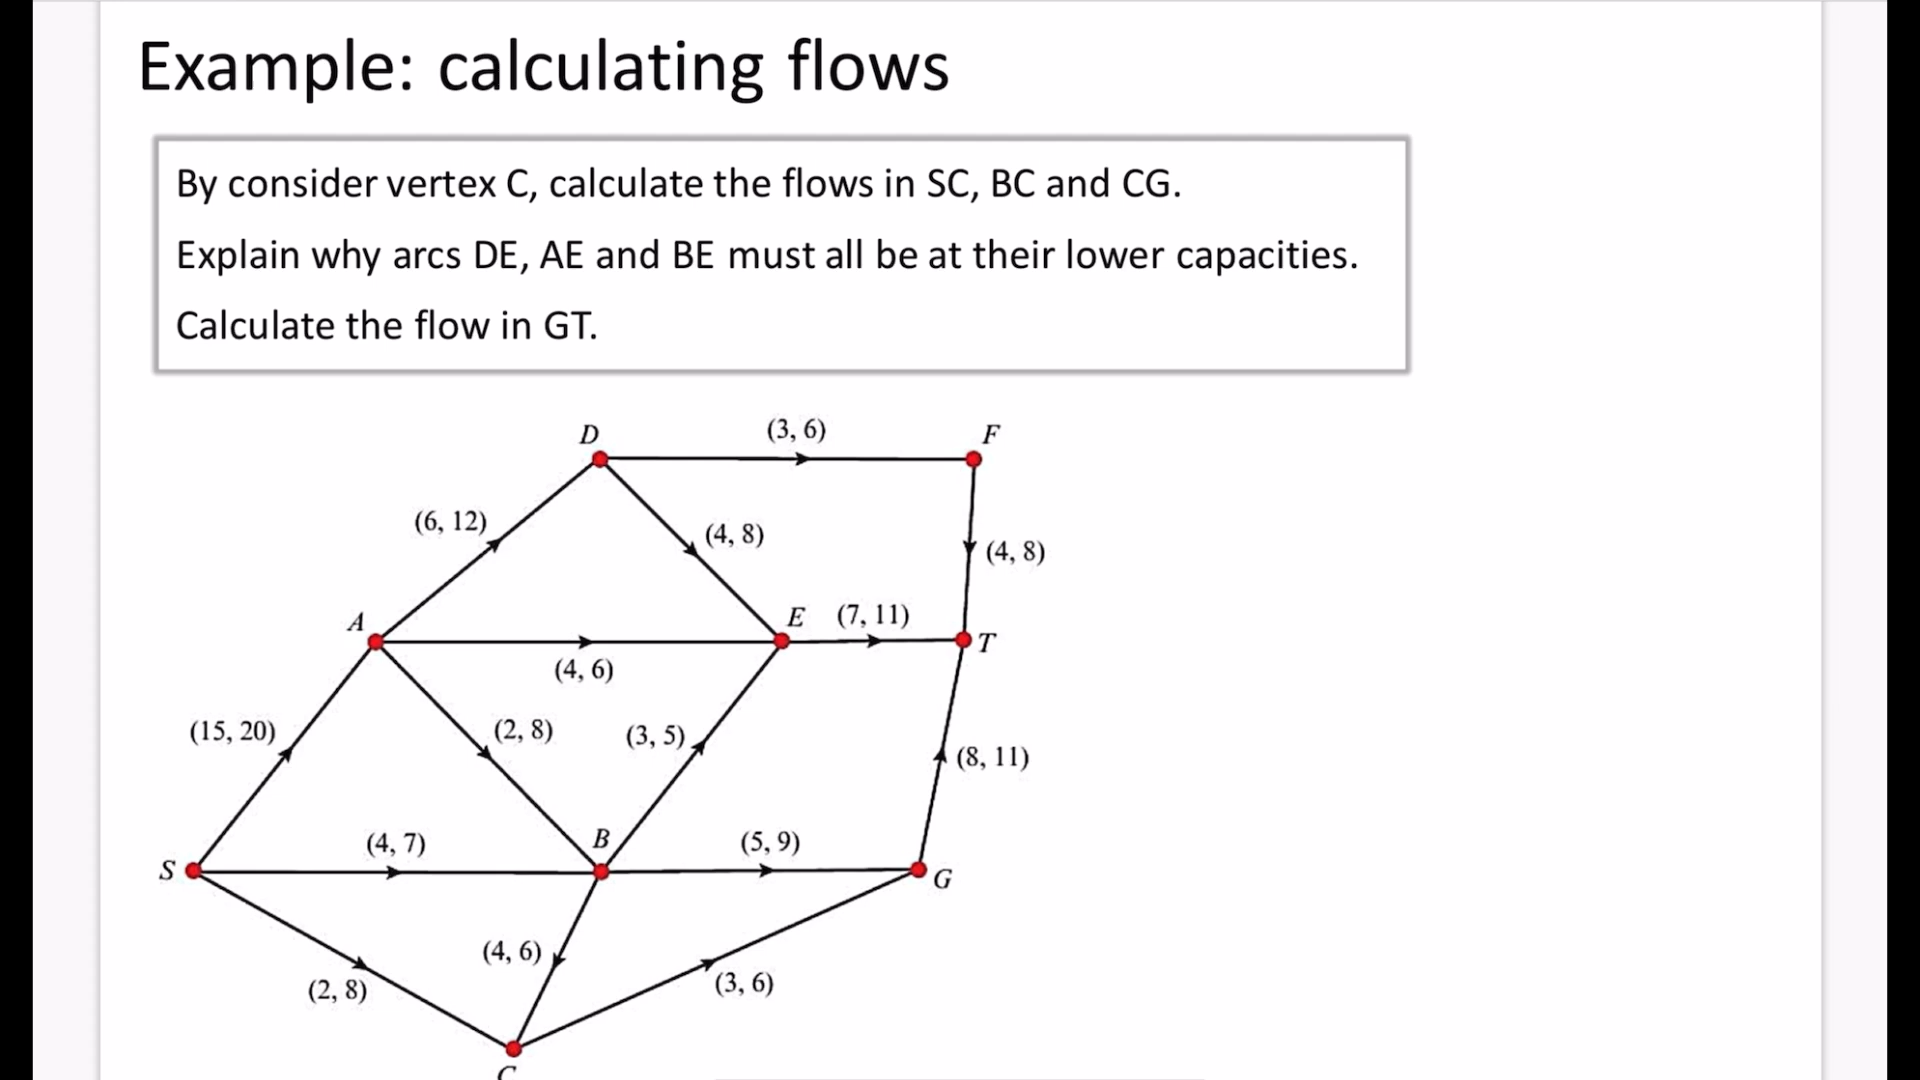 Example: calculating flows
By consider vertex C, calculate the flows in SC, BC and CG.
Explain why arcs DE, AE and BE must all be at their lower capacities.
Calculate the flow in GT.
D
(3, 6)
F
(6, 12)
(4, 8)
(4, 8)
A
E
(7, 11)
T
(4, 6)
(15, 20)
(2, 8)
(3, 5)
(8, 11)
S
(4, 7)
B
(5, 9)
G
(4, 6)
(2, 8)
(3, 6)
C